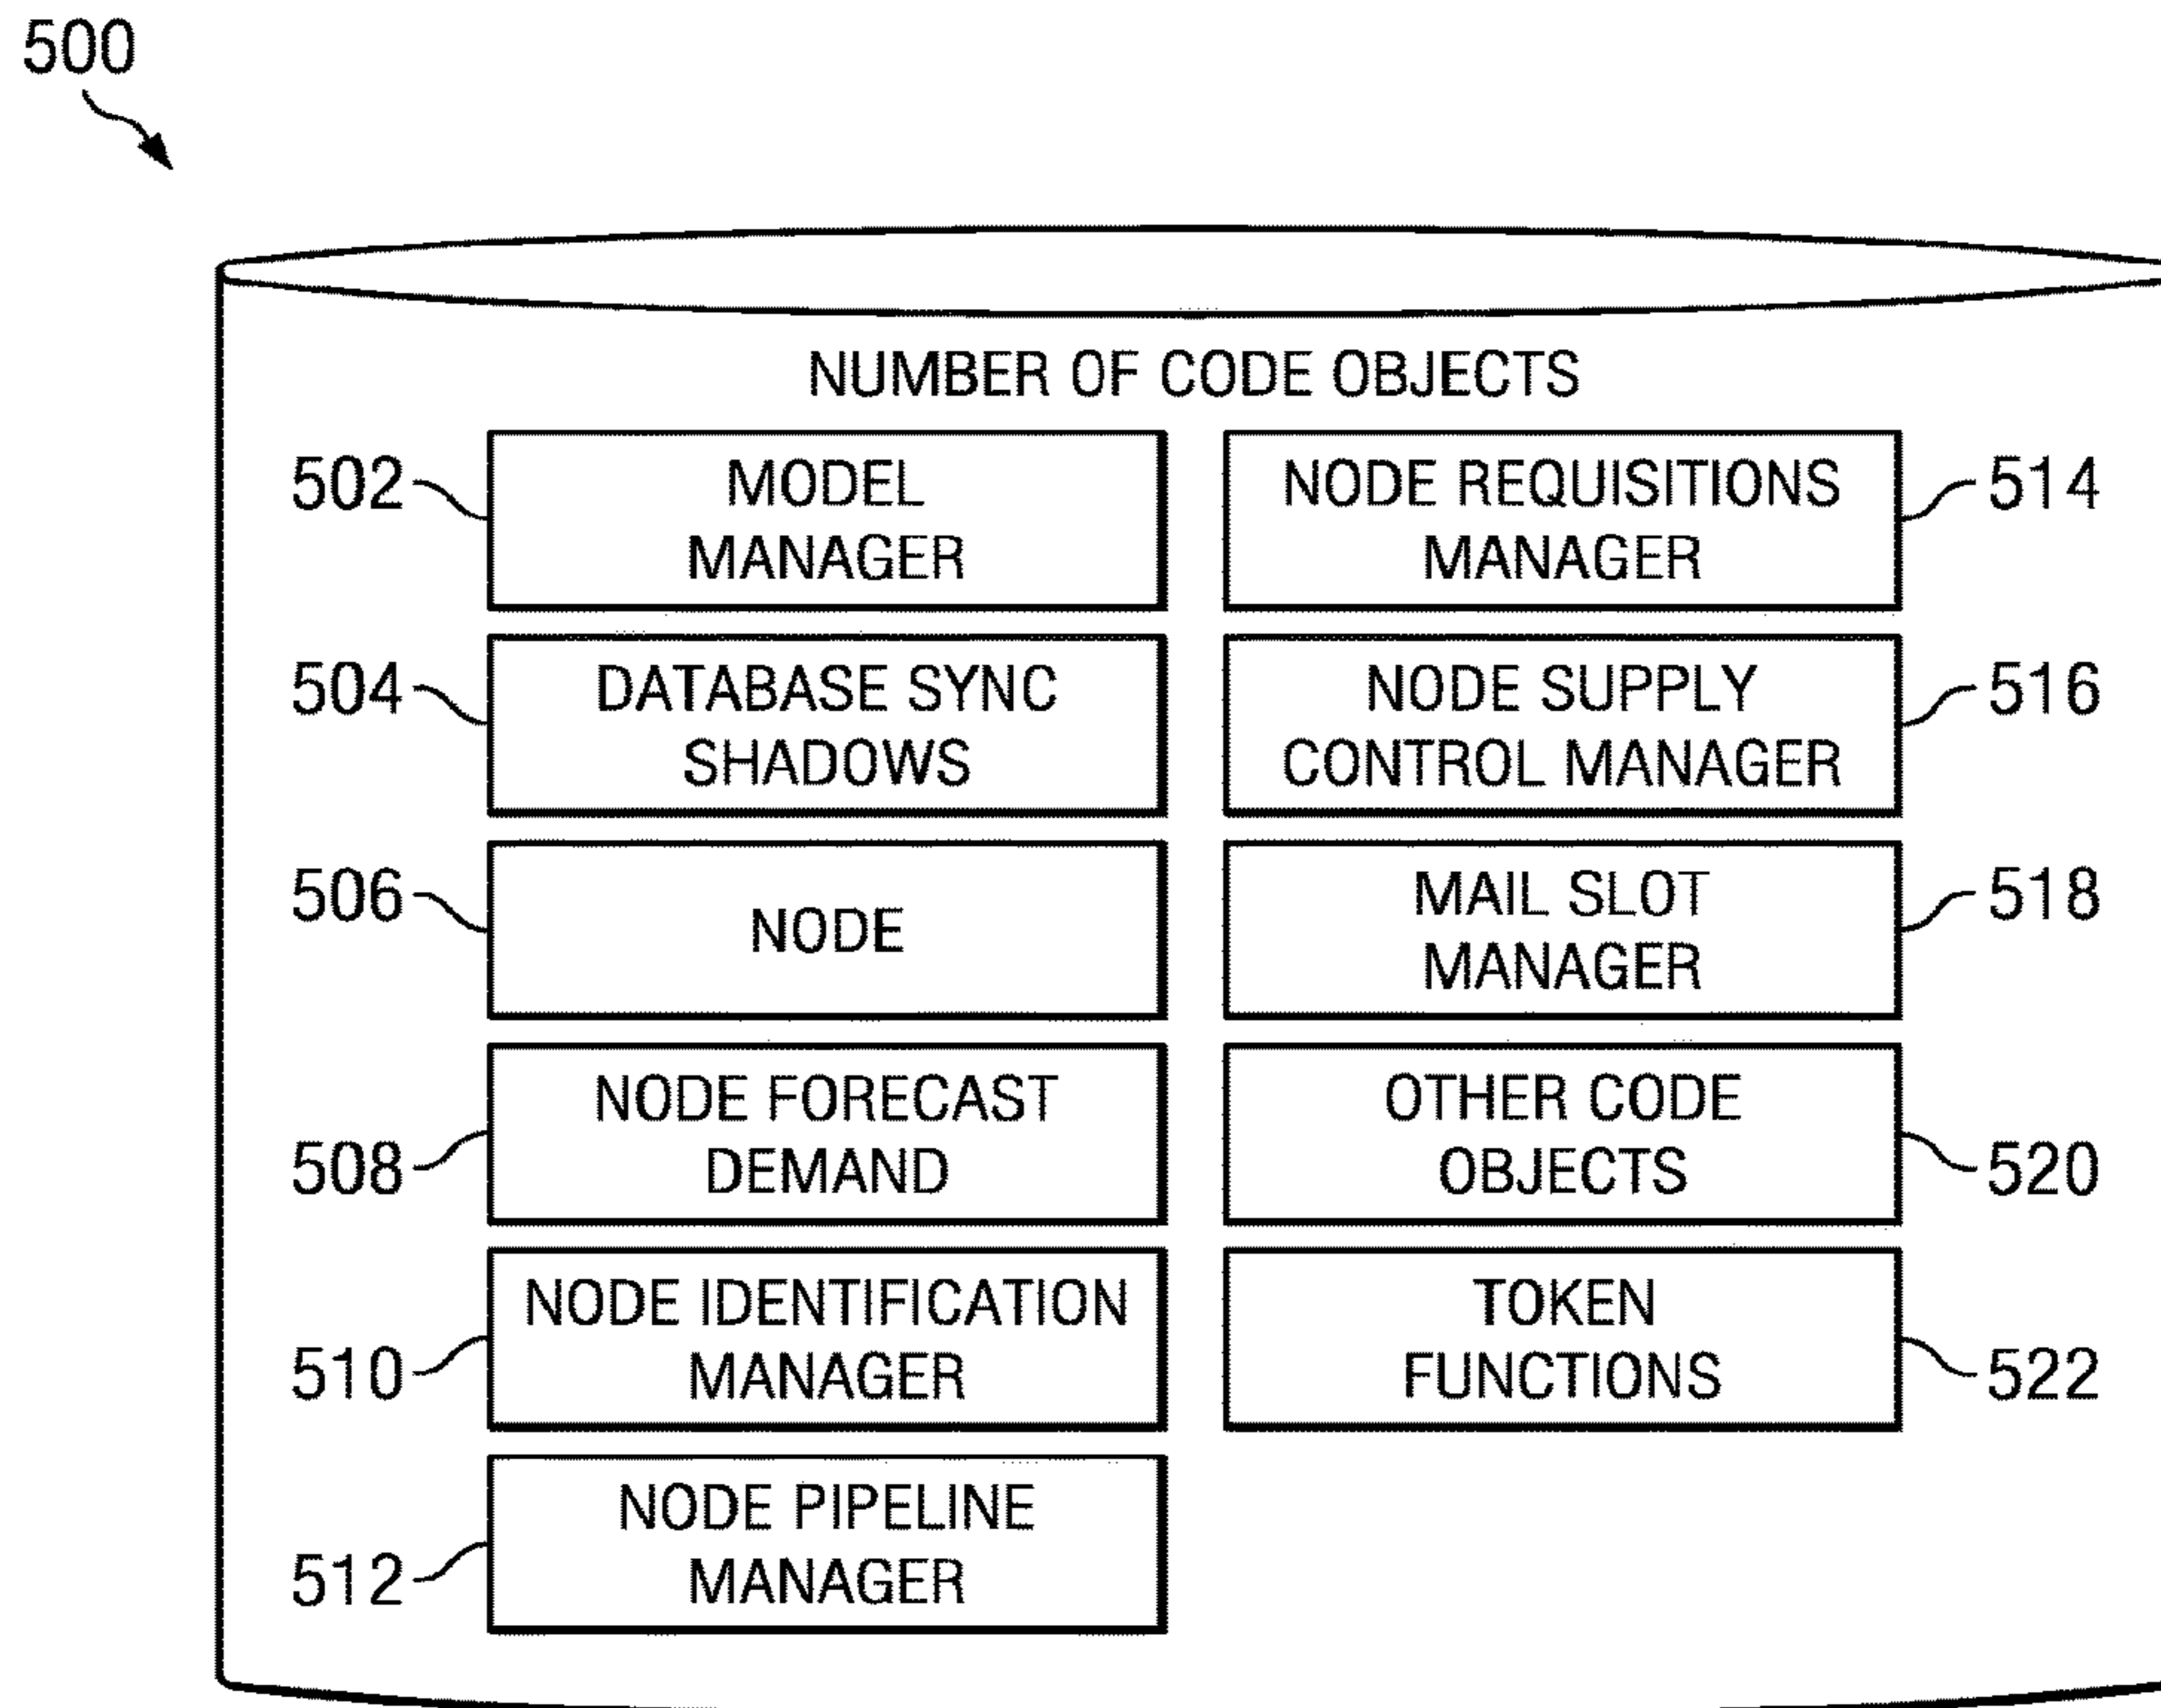 500
NUMBER OF CODE OBJECTS
502
MODEL
MANAGER
NODE REQUISITIONS
MANAGER
514
504
DATABASE SYNC
SHADOWS
NODE SUPPLY
CONTROL MANAGER
516
506
NODE
MAIL SLOT
MANAGER
518
508
NODE FORECAST
DEMAND
OTHER CODE
OBJECTS
520
510
NODE IDENTIFICATION
MANAGER
TOKEN
FUNCTIONS
522
512
NODE PIPELINE
MANAGER